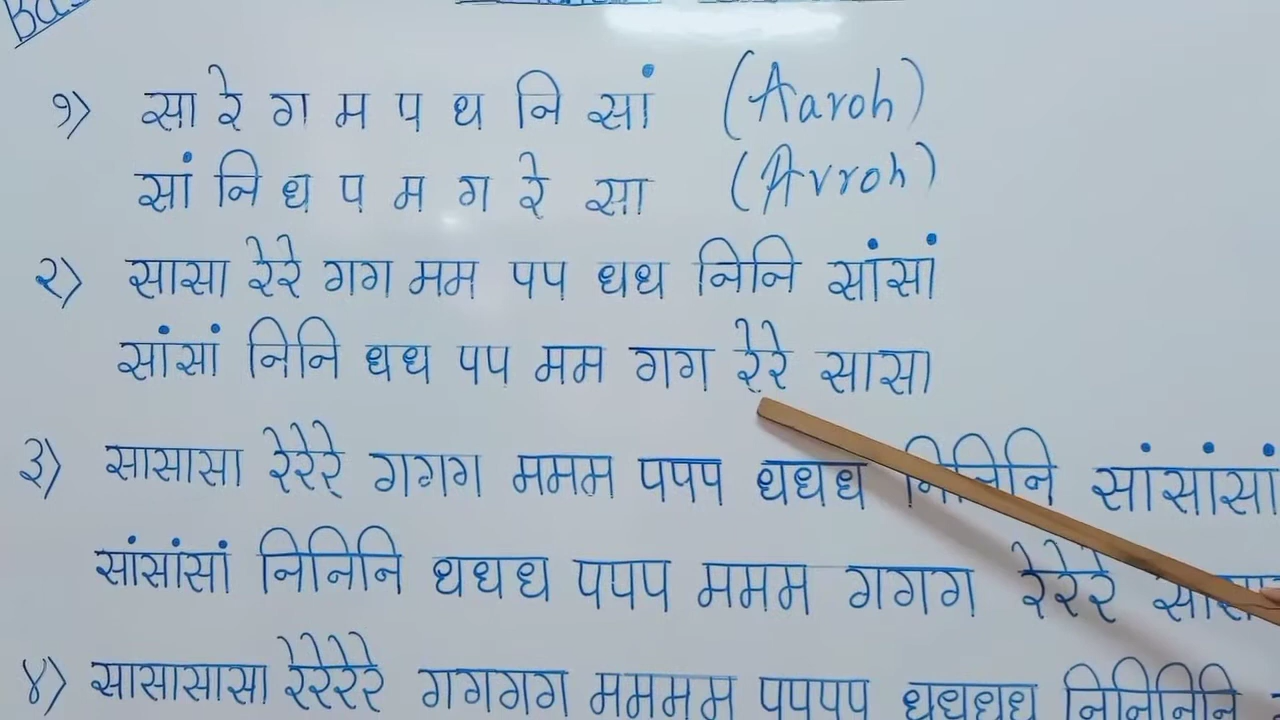 १) सा रे ग म प ध नि सां (Aaroh)
सां नि ध प म ग रे सा (Avroh)
२) सासा रेरे गग मम पप धध निनि सांसां
सांसां निनि धध पप मम गग रेरे सासा
३) सासासा रेरेरे गगग ममम पपप धधध निनिनि सांसांसां
सांसांसां निनिनि धधध पपप ममम गगग रेरेरे
४) सासासासा रेरेरेरे गगगग मममम पपपप धधधध निनिनिनि